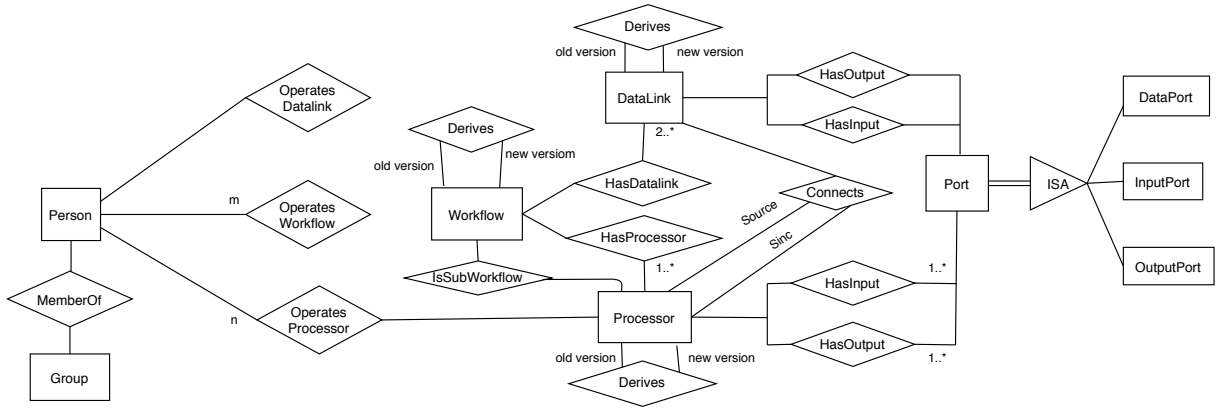 Derives
old version
new version
HasOutput
Operates
Datalink
DataLink
DataPort
HasInput
Derives
2..*
old version
new versiom
HasDatalink
Connects
Port
ISA
InputPort
Person
m
Operates
Workflow
Workflow
Source
HasProcessor
Sinc
1..*
1..*
OutputPort
IsSubWorkflow
HasInput
MemberOf
n
Operates
Processor
Processor
HasOutput
old version
new version
1..*
Group
Derives